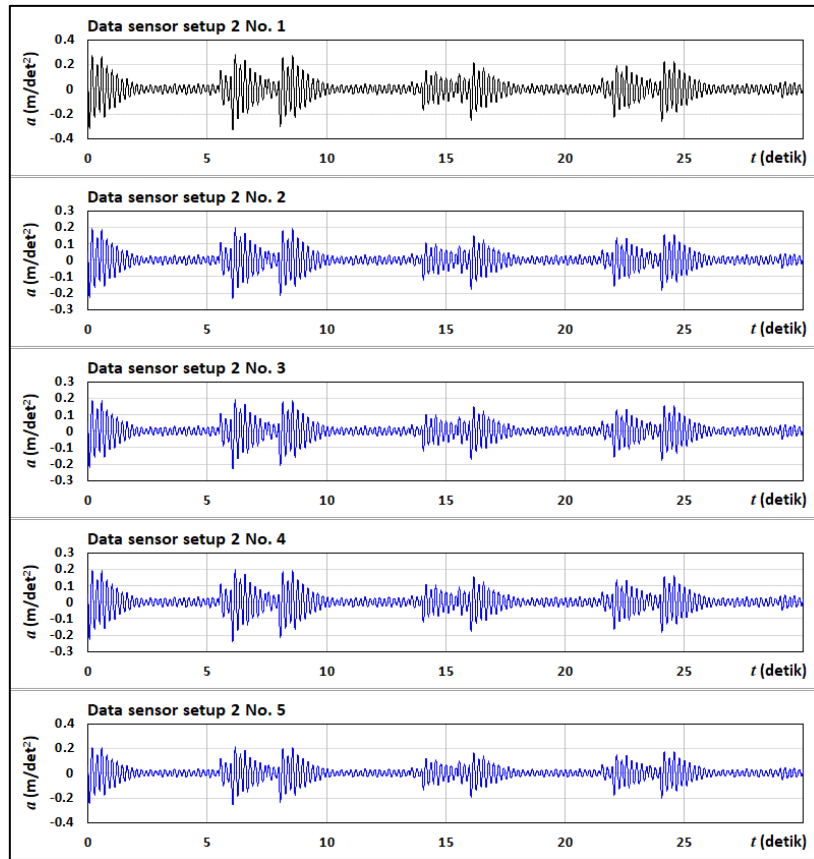 Data sensor setup 2 No. 1
a (m/det²)
0.4
0.2
0
-0.2
-0.4
0 5 10 15 20 25 t (detik)
Data sensor setup 2 No. 2
a (m/det²)
0.3
0.2
0.1
0
-0.1
-0.2
-0.3
0 5 10 15 20 25 t (detik)
Data sensor setup 2 No. 3
a (m/det²)
0.3
0.2
0.1
0
-0.1
-0.2
-0.3
0 5 10 15 20 25 t (detik)
Data sensor setup 2 No. 4
a (m/det²)
0.3
0.2
0.1
0
-0.1
-0.2
-0.3
0 5 10 15 20 25 t (detik)
Data sensor setup 2 No. 5
a (m/det²)
0.4
0.2
0
-0.2
-0.4
0 5 10 15 20 25 t (detik)